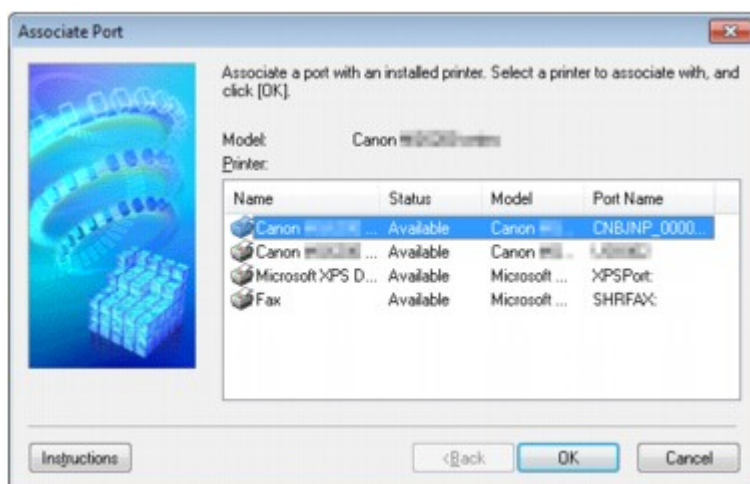 Associate Port
Associate a port with an installed printer. Select a printer to associate with, and
click [OK].
Model: Canon
Printer:
Name Status Model Port Name
Canon ... Available Canon ... CNBJNP_0000...
Canon ... Available Canon ...
Microsoft XPS D... Available Microsoft ... XPSPort:
Fax Available Microsoft ... SHRFAX:
Instructions <Back OK Cancel